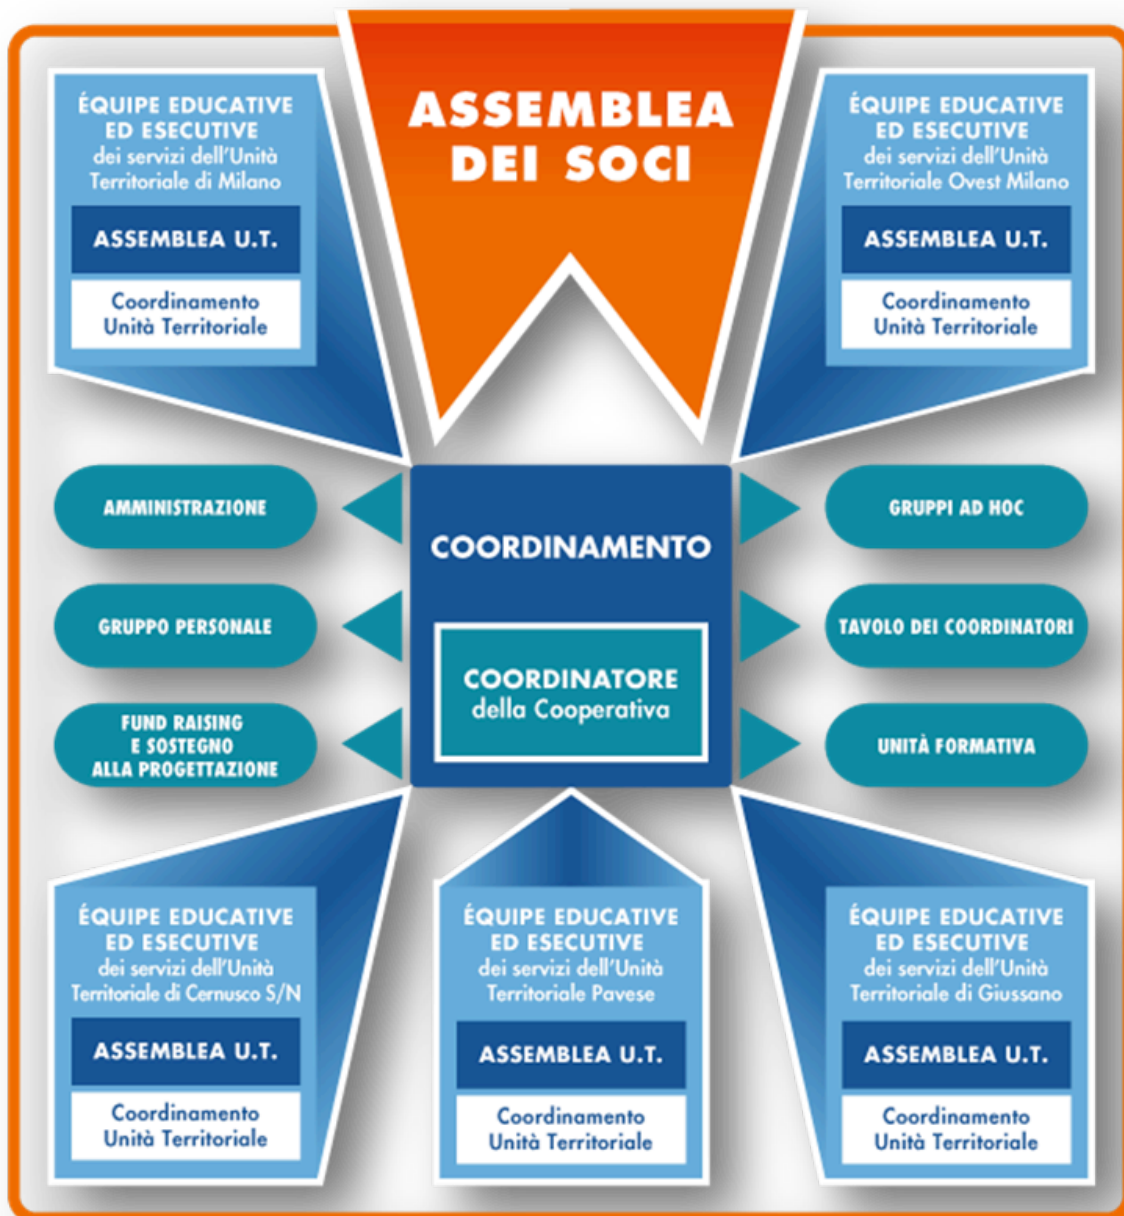 ASSEMBLEA
DEI SOCI
ÉQUIPE EDUCATIVE
ED ESECUTIVE
dei servizi dell'Unità
Territoriale di Milano
ASSEMBLEA U.T.
Coordinamento
Unità Territoriale
ÉQUIPE EDUCATIVE
ED ESECUTIVE
dei servizi dell'Unità
Territoriale Ovest Milano
ASSEMBLEA U.T.
Coordinamento
Unità Territoriale
AMMINISTRAZIONE
GRUPPO PERSONALE
FUND RAISING
E SOSTEGNO
ALLA PROGETTAZIONE
COORDINAMENTO
COORDINATORE
della Cooperativa
GRUPPI AD HOC
TAVOLO DEI COORDINATORI
UNITÀ FORMATIVA
ÉQUIPE EDUCATIVE
ED ESECUTIVE
dei servizi dell'Unità
Territoriale di Cernusco S/N
ASSEMBLEA U.T.
Coordinamento
Unità Territoriale
ÉQUIPE EDUCATIVE
ED ESECUTIVE
dei servizi dell'Unità
Territoriale Pavese
ASSEMBLEA U.T.
Coordinamento
Unità Territoriale
ÉQUIPE EDUCATIVE
ED ESECUTIVE
dei servizi dell'Unità
Territoriale di Giussano
ASSEMBLEA U.T.
Coordinamento
Unità Territoriale